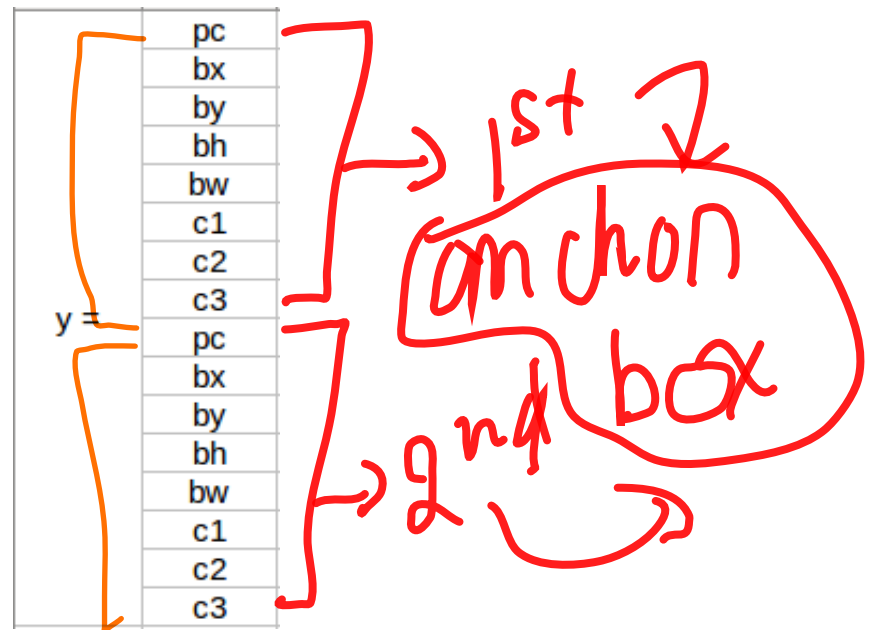 pc
bx
by
bh
bw
c1
c2
c3
y =
pc
bx
by
bh
bw
c1
c2
c3
1st
anchor
box
2nd